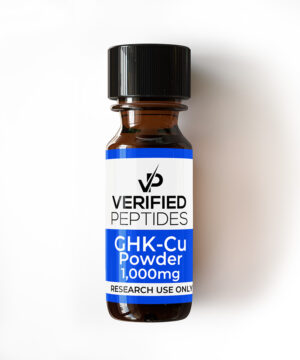 VP
VERIFIED
PEPTIDES
GHK-Cu
Powder
1,000mg
RESEARCH USE ONLY